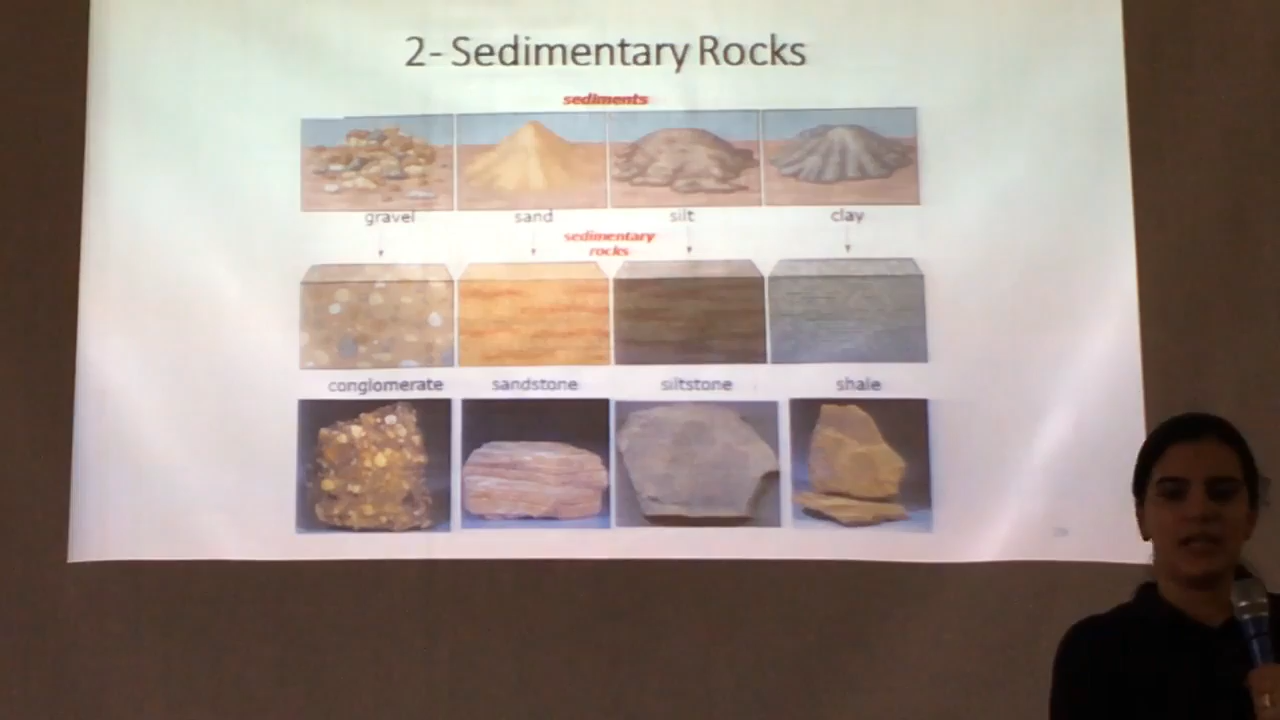 2- Sedimentary Rocks
sediments
gravel sand silt clay
sedimentary
rocks
conglomerate sandstone siltstone shale